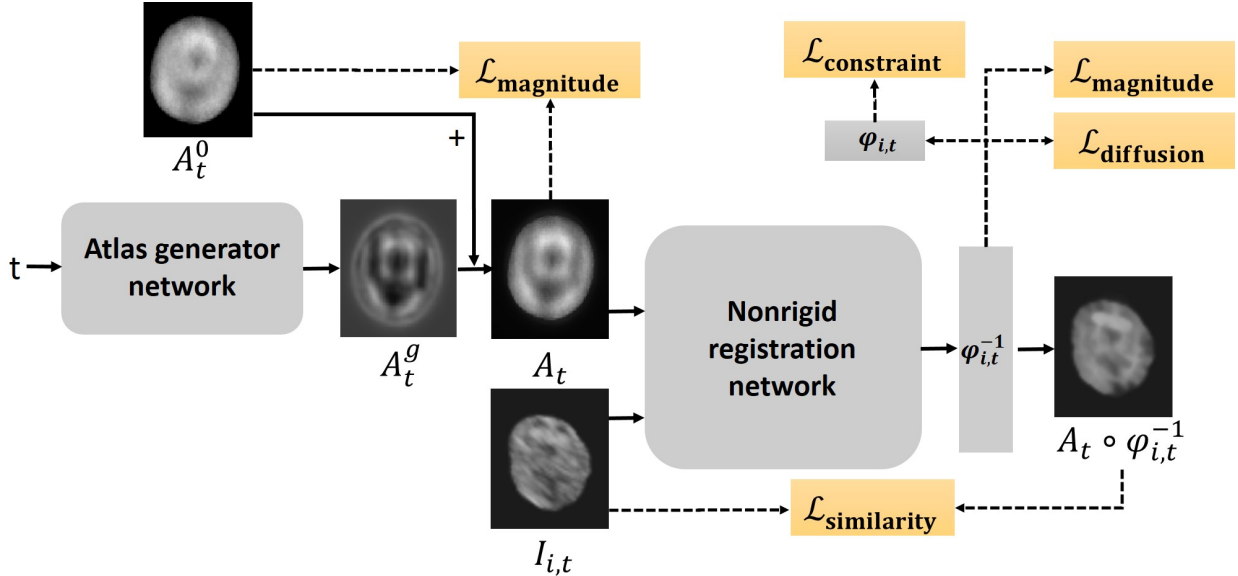 ℒ_magnitude
ℒ_constraint
ℒ_magnitude
+
φ_{i,t}
ℒ_diffusion
A_t^0
Atlas generator
network
t
Nonrigid
registration
network
φ_{i,t}^{-1}
A_t^g
A_t
A_t ∘ φ_{i,t}^{-1}
ℒ_similarity
I_{i,t}